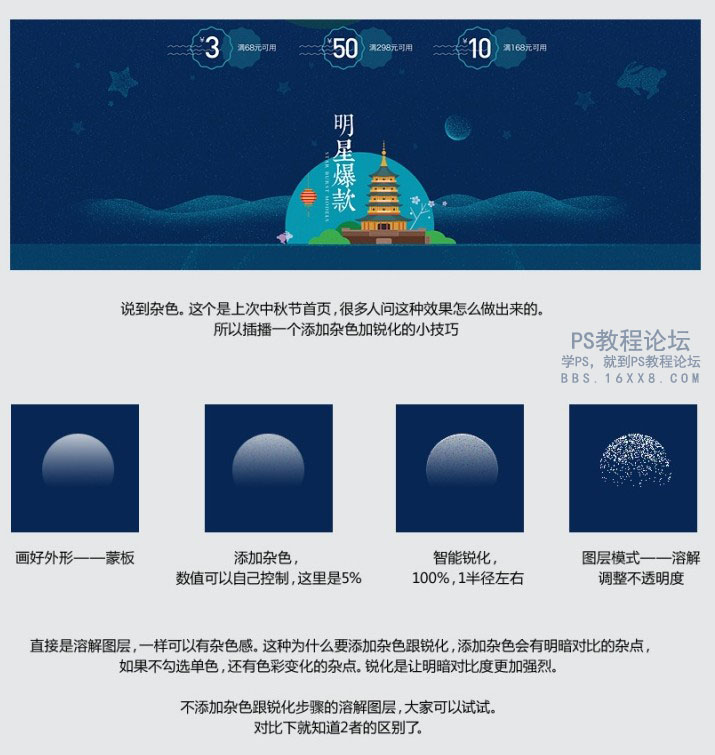 ¥3 满68元可用
¥50 满298元可用
¥10 满168元可用
明星爆款
说到杂色。这个是上次中秋节首页，很多人问这种效果怎么做出来的。
所以插播一个添加杂色加锐化的小技巧
PS教程论坛
学PS，就到PS教程论坛
BBS.16XX8.COM
画好外形——蒙板
添加杂色，
数值可以自己控制，这里是5%
智能锐化，
100%，1半径左右
图层模式——溶解
调整不透明度
直接是溶解图层，一样可以有杂色感。这种为什么要添加杂色跟锐化，添加杂色会有明暗对比的杂点，
如果不勾选单色，还有色彩变化的杂点。锐化是让明暗对比度更加强烈。
不添加杂色跟锐化步骤的溶解图层，大家可以试试。
对比下就知道2者的区别了。